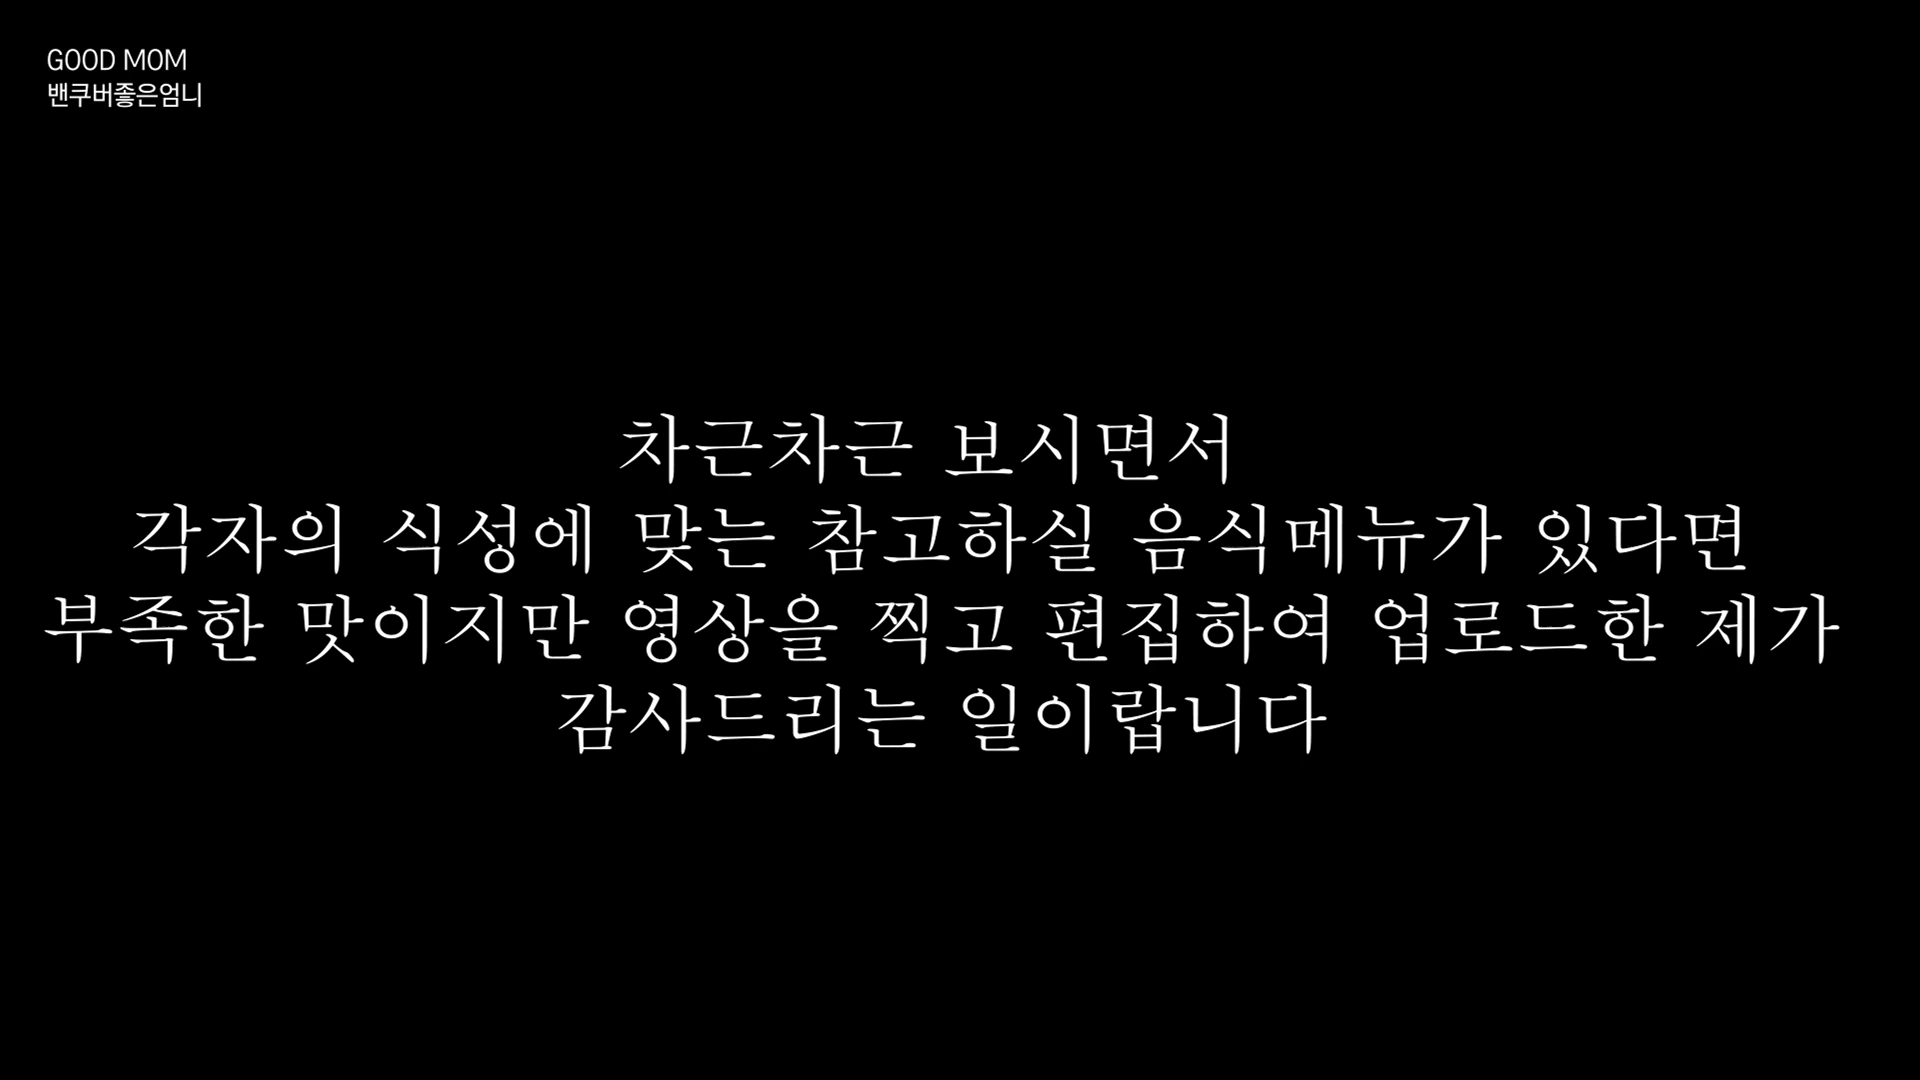 GOOD MOM
밴쿠버좋은엄니
차근차근 보시면서
각자의 식성에 맞는 참고하실 음식메뉴가 있다면
부족한 맛이지만 영상을 찍고 편집하여 업로드한 제가
감사드리는 일이랍니다